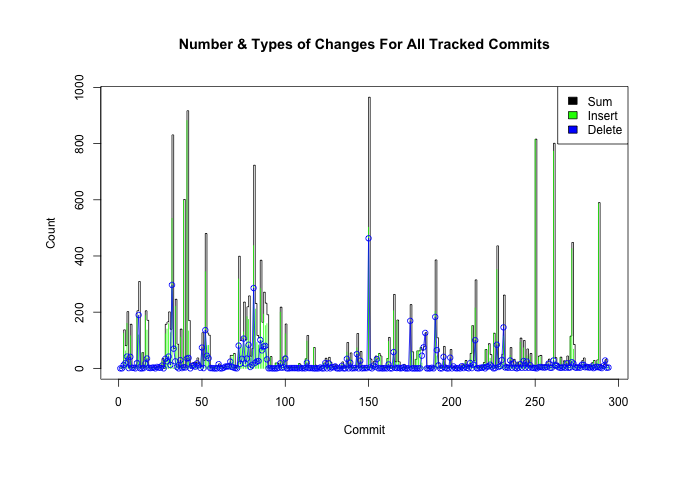 Number & Types of Changes For All Tracked Commits
1000
800
600
400
200
0
Count
Sum
Insert
Delete
0 50 100 150 200 250 300
Commit